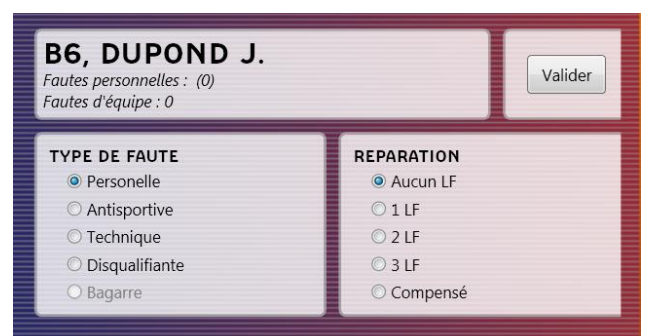 B6, DUPOND J.
Fautes personnelles : (0)
Fautes d'équipe : 0
Valider
TYPE DE FAUTE
Personelle
Antisportive
Technique
Disqualifiante
Bagarre
REPARATION
Aucun LF
1 LF
2 LF
3 LF
Compensé